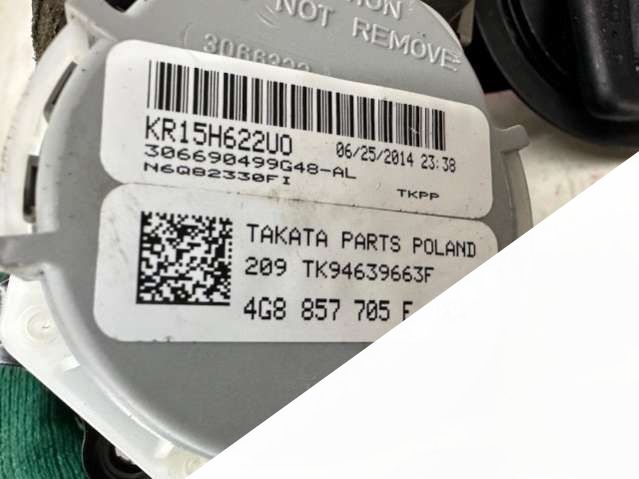 NOT REMOVE
KR15H622U0
06/25/2014 23:38
306690499G48-AL
N6Q82330FI
TKPP
TAKATA PARTS POLAND
209 TK94639663F
4G8 857 705